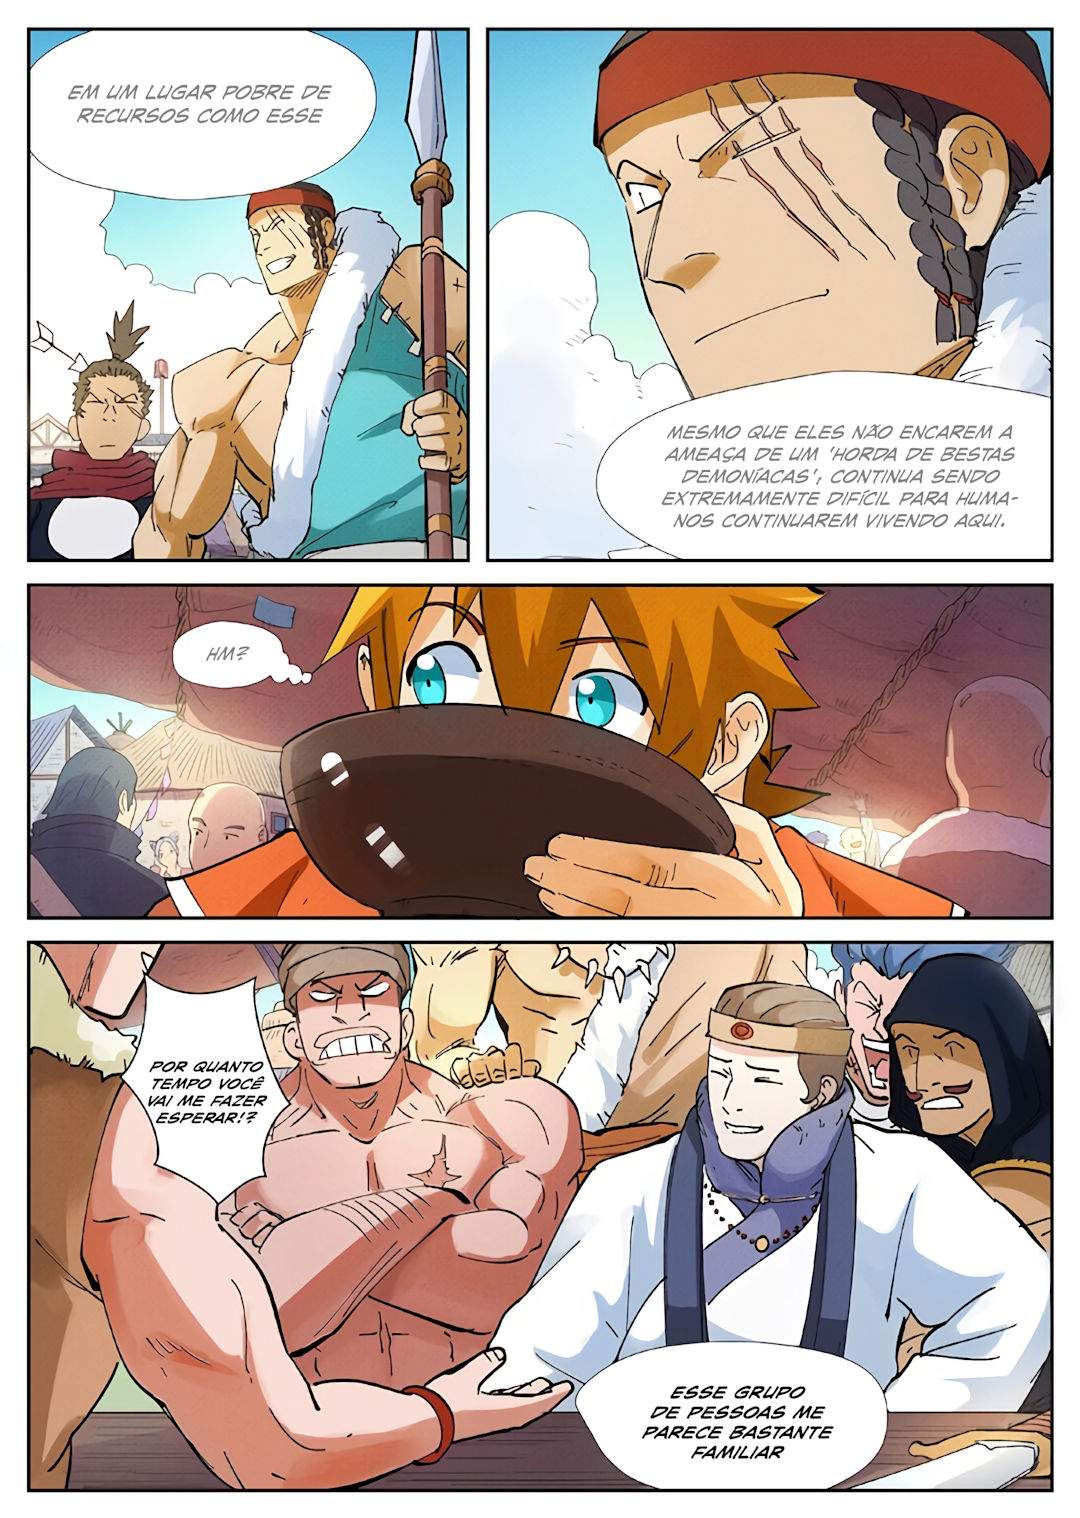 EM UM LUGAR POBRE DE
RECURSOS COMO ESSE
MESMO QUE ELES NÃO ENCAREM A
AMEAÇA DE UM 'HORDA DE BESTAS
DEMONÍACAS', CONTINUA SENDO
EXTREMAMENTE DIFÍCIL PARA HUMA-
NOS CONTINUAREM VIVENDO AQUI.
HM?
POR QUANTO
TEMPO VOCÊ
VAI ME FAZER
ESPERAR!?
ESSE GRUPO
DE PESSOAS ME
PARECE BASTANTE
FAMILIAR